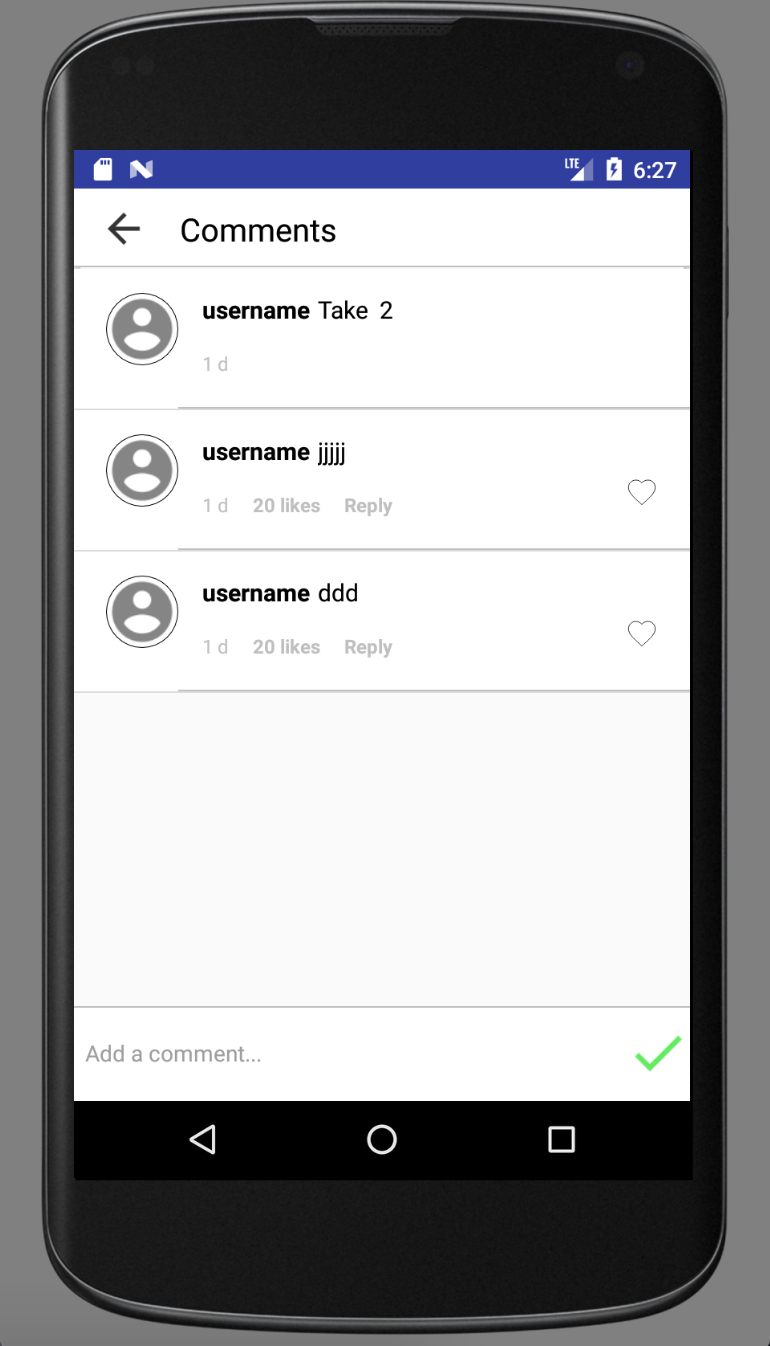 LTE 6:27
Comments
username Take 2
1 d
username jjjjj
1 d 20 likes Reply
username ddd
1 d 20 likes Reply
Add a comment...